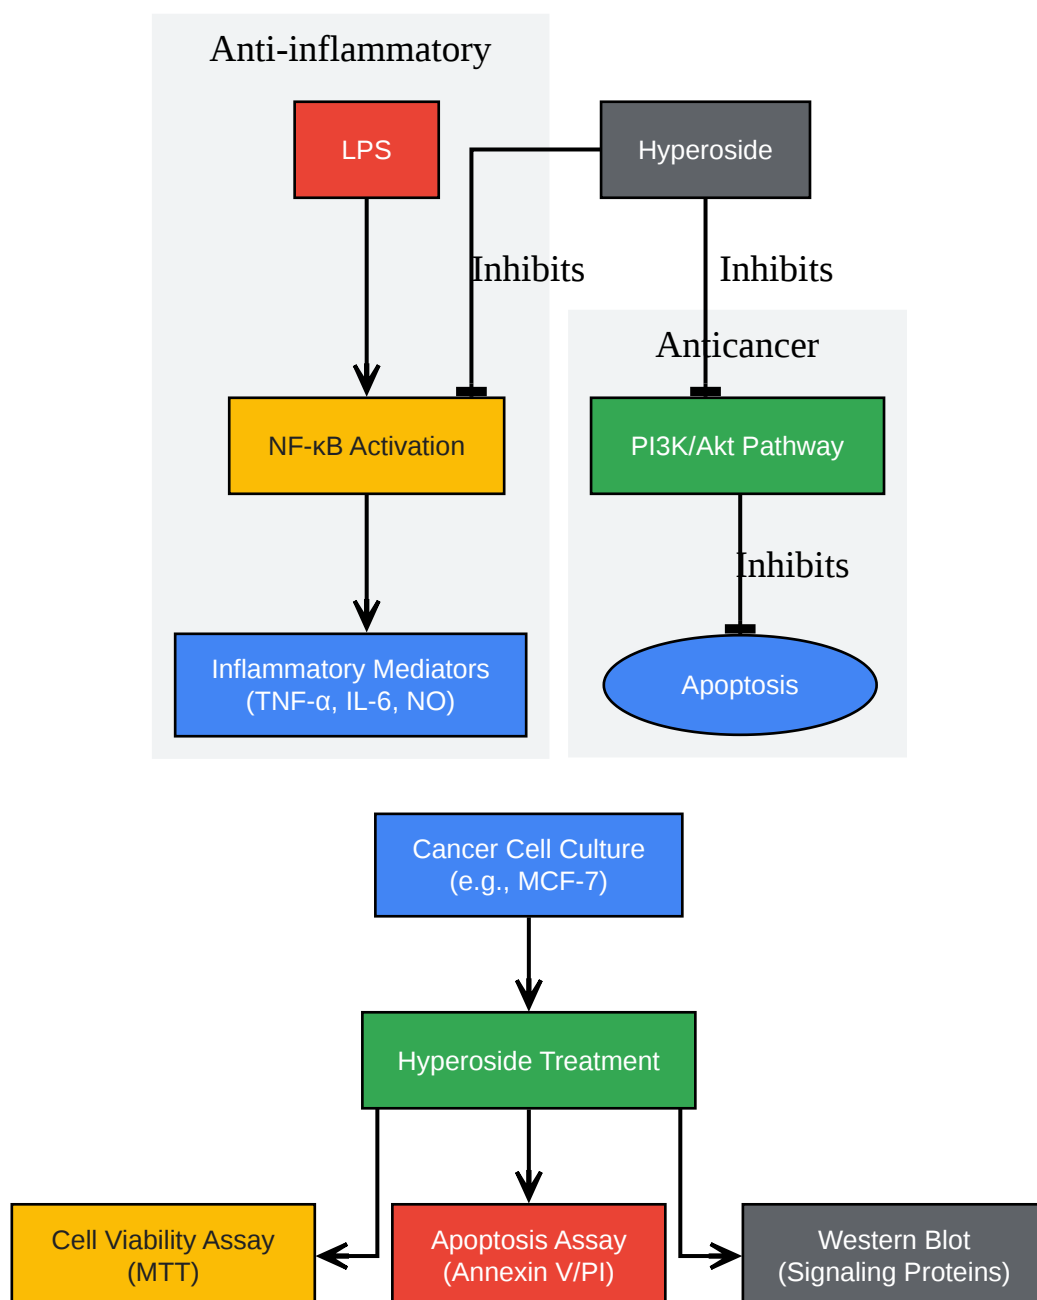 Anti-inflammatory
LPS
Hyperoside
Inhibits
Inhibits
Anticancer
NF-κB Activation
PI3K/Akt Pathway
Inhibits
Inflammatory Mediators
(TNF-α, IL-6, NO)
Apoptosis
Cancer Cell Culture
(e.g., MCF-7)
Hyperoside Treatment
Cell Viability Assay
(MTT)
Apoptosis Assay
(Annexin V/PI)
Western Blot
(Signaling Proteins)